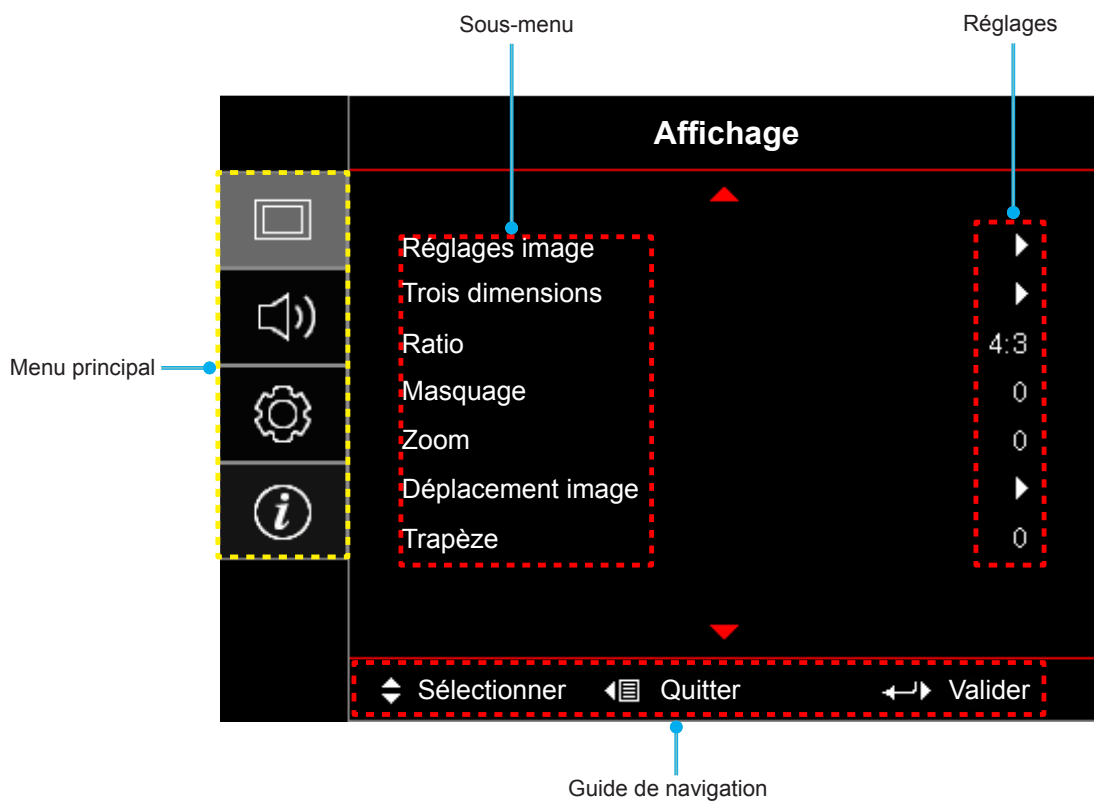 Sous-menu
Réglages
Affichage
Menu principal
Réglages image
Trois dimensions
Ratio 4:3
Masquage 0
Zoom 0
Déplacement image
Trapèze 0
Sélectionner Quitter Valider
Guide de navigation